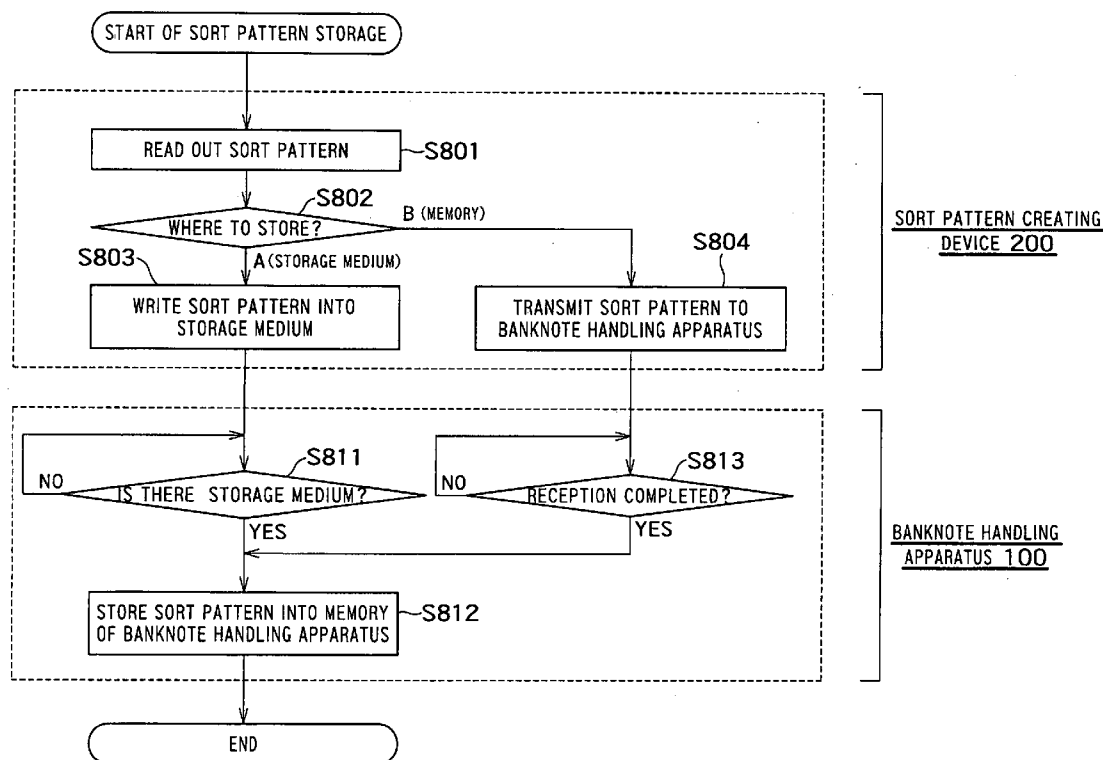 START OF SORT PATTERN STORAGE
READ OUT SORT PATTERN
S801
S802
WHERE TO STORE?
B (MEMORY)
A (STORAGE MEDIUM)
S803
WRITE SORT PATTERN INTO
STORAGE MEDIUM
S804
TRANSMIT SORT PATTERN TO
BANKNOTE HANDLING APPARATUS
SORT PATTERN CREATING
DEVICE 200
S811
NO
IS THERE STORAGE MEDIUM?
YES
S813
NO
RECEPTION COMPLETED?
YES
STORE SORT PATTERN INTO MEMORY
OF BANKNOTE HANDLING APPARATUS
S812
BANKNOTE HANDLING
APPARATUS 100
END